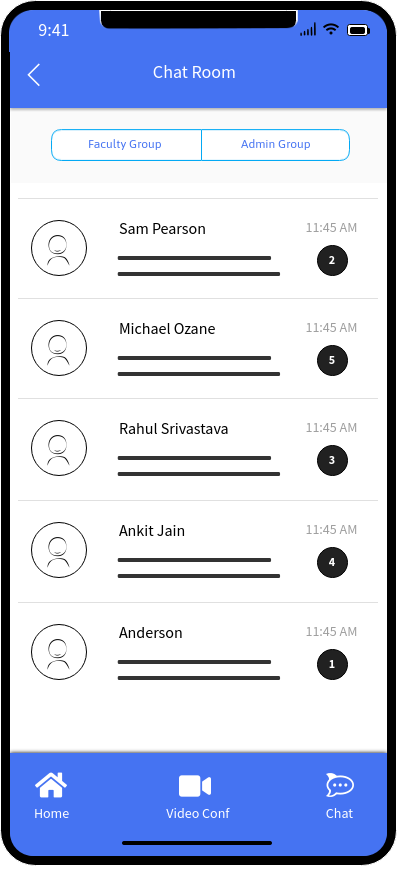 9:41
Chat Room
Faculty Group Admin Group
Sam Pearson 11:45 AM
2
Michael Ozane 11:45 AM
5
Rahul Srivastava 11:45 AM
3
Ankit Jain 11:45 AM
4
Anderson 11:45 AM
1
Home Video Conf Chat